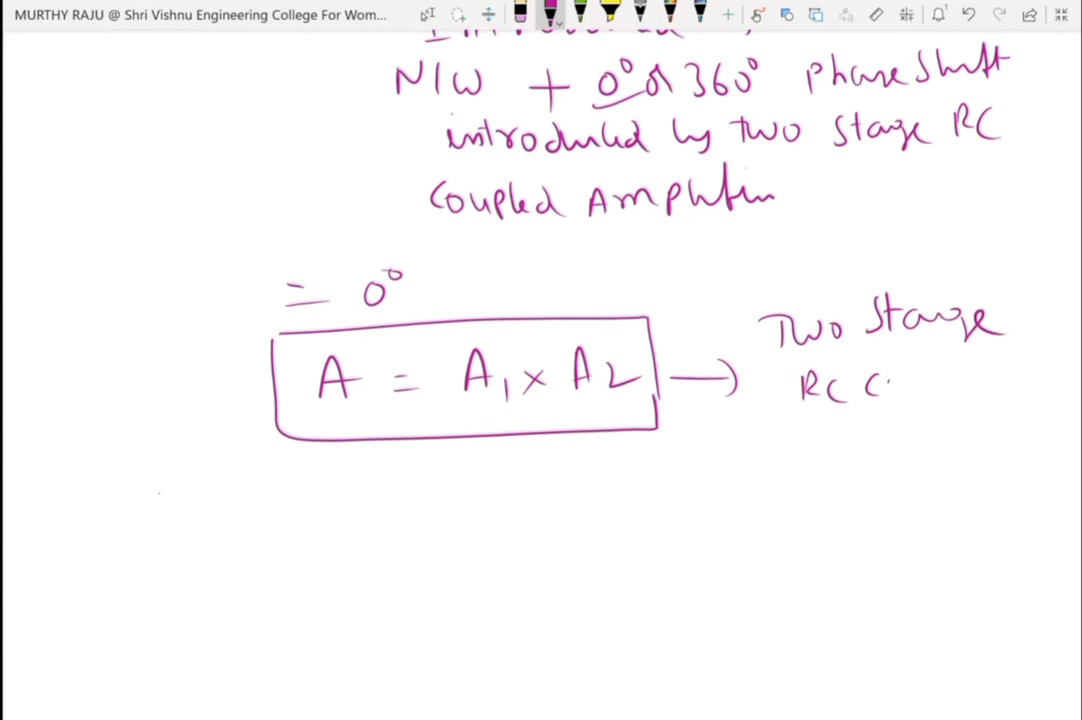 MURTHY RAJU @ Shri Vishnu Engineering College For Wom...
N/W + 0° or 360° Phase Shift
introduced by two stage RC
Coupled Amplifier
= 0°
A = A1 × A2 → Two Stage
RC C